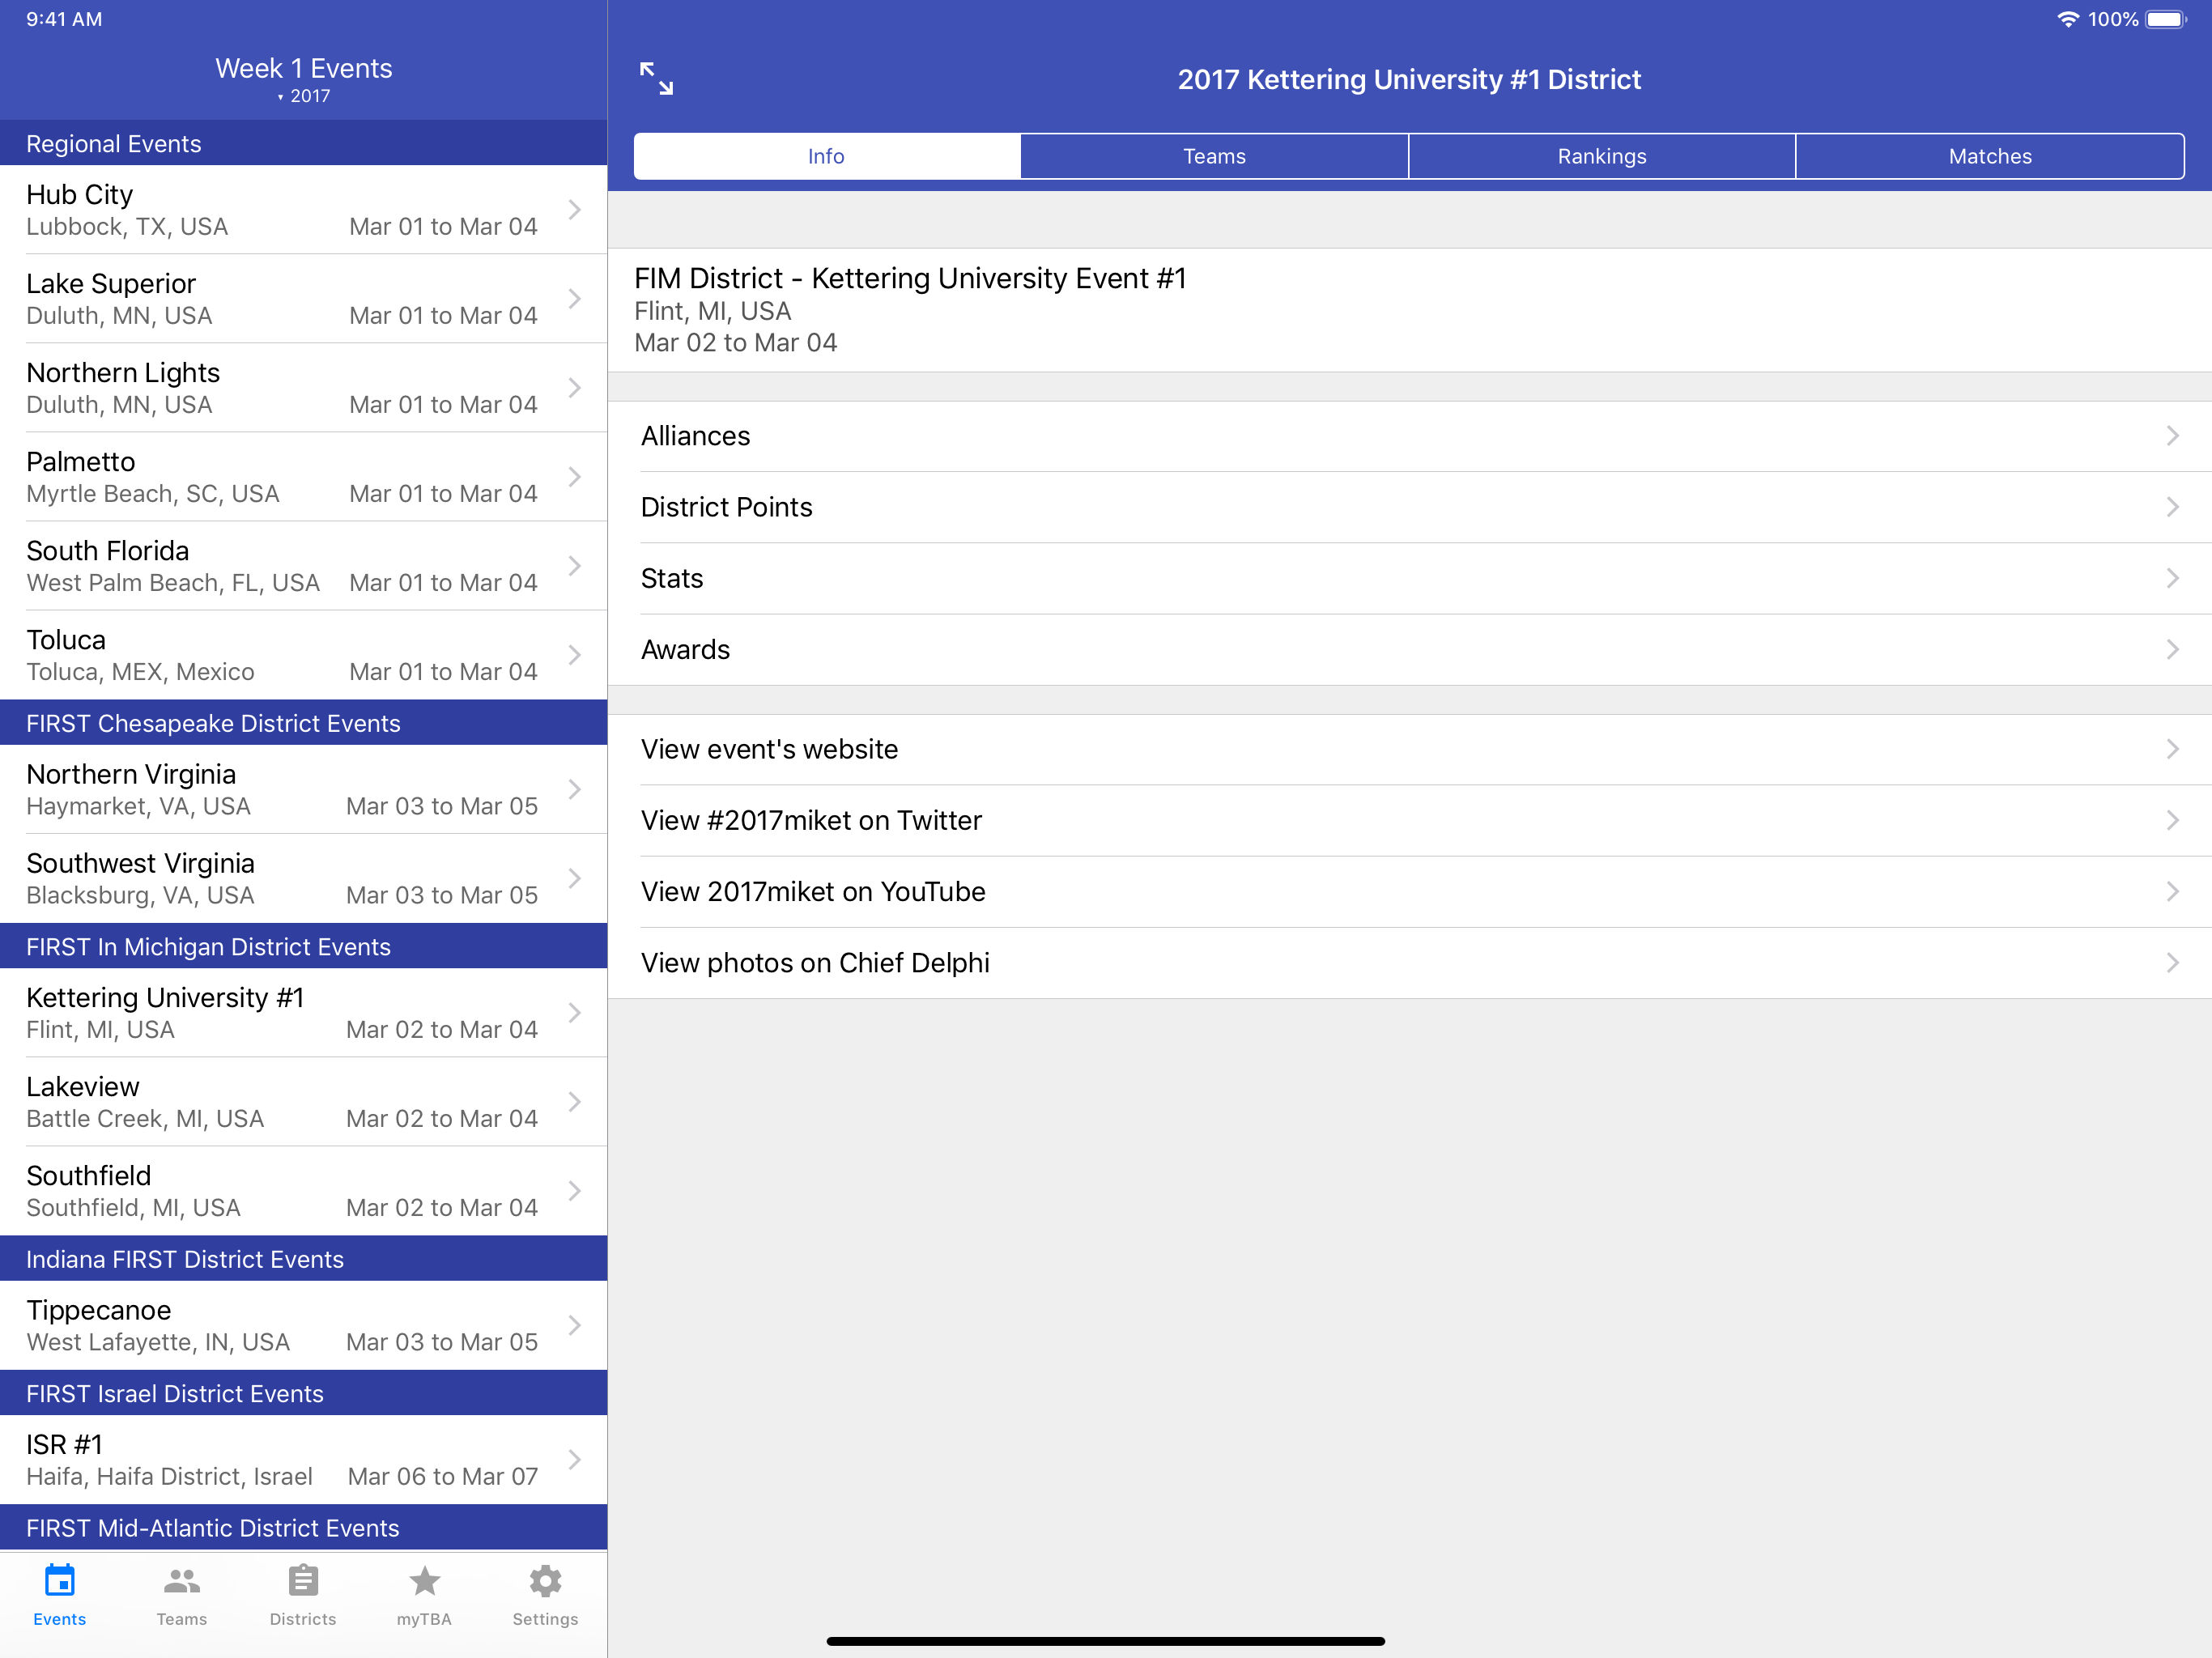 9:41 AM
100%
Week 1 Events
▾ 2017
Regional Events
Hub City
Lubbock, TX, USA Mar 01 to Mar 04
Lake Superior
Duluth, MN, USA Mar 01 to Mar 04
Northern Lights
Duluth, MN, USA Mar 01 to Mar 04
Palmetto
Myrtle Beach, SC, USA Mar 01 to Mar 04
South Florida
West Palm Beach, FL, USA Mar 01 to Mar 04
Toluca
Toluca, MEX, Mexico Mar 01 to Mar 04
FIRST Chesapeake District Events
Northern Virginia
Haymarket, VA, USA Mar 03 to Mar 05
Southwest Virginia
Blacksburg, VA, USA Mar 03 to Mar 05
FIRST In Michigan District Events
Kettering University #1
Flint, MI, USA Mar 02 to Mar 04
Lakeview
Battle Creek, MI, USA Mar 02 to Mar 04
Southfield
Southfield, MI, USA Mar 02 to Mar 04
Indiana FIRST District Events
Tippecanoe
West Lafayette, IN, USA Mar 03 to Mar 05
FIRST Israel District Events
ISR #1
Haifa, Haifa District, Israel Mar 06 to Mar 07
FIRST Mid-Atlantic District Events
Events Teams Districts myTBA Settings
2017 Kettering University #1 District
Info Teams Rankings Matches
FIM District - Kettering University Event #1
Flint, MI, USA
Mar 02 to Mar 04
Alliances
District Points
Stats
Awards
View event's website
View #2017miket on Twitter
View 2017miket on YouTube
View photos on Chief Delphi